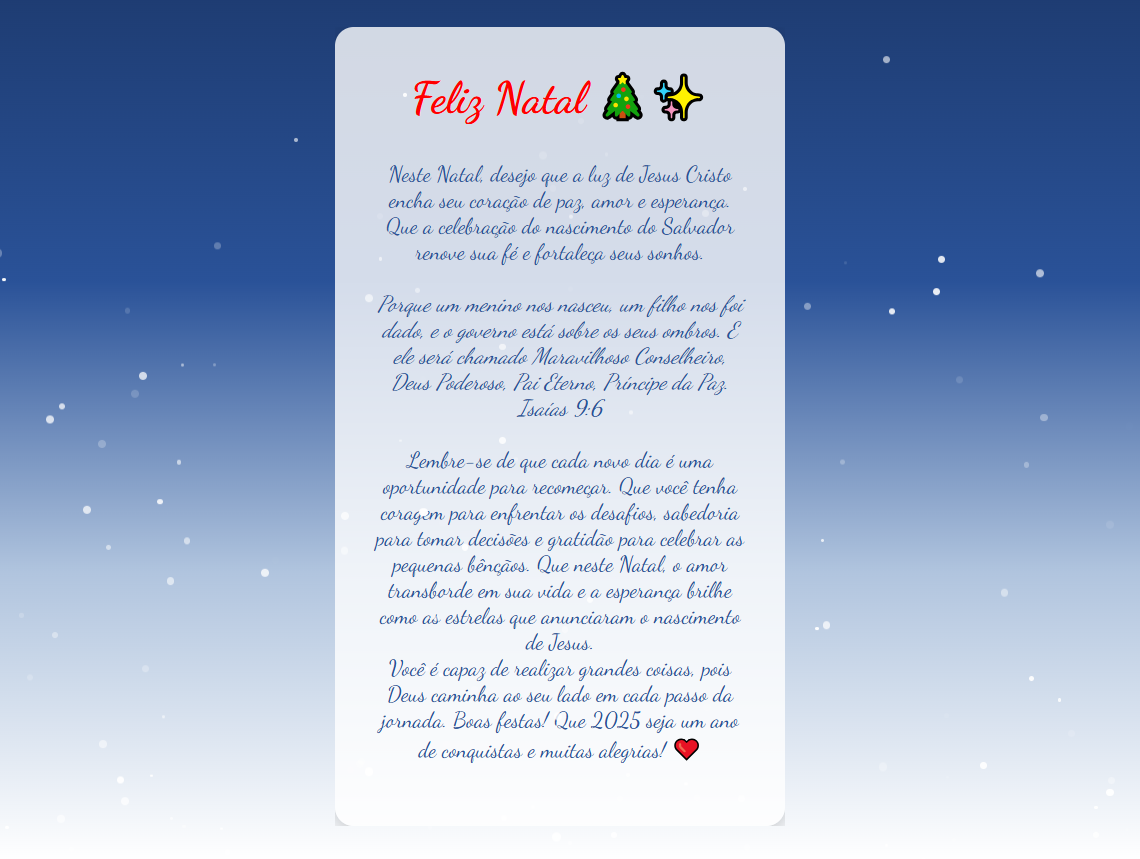 Feliz Natal 🎄✨
Neste Natal, desejo que a luz de Jesus Cristo
encha seu coração de paz, amor e esperança.
Que a celebração do nascimento do Salvador
renove sua fé e fortaleça seus sonhos.
Porque um menino nos nasceu, um filho nos foi
dado, e o governo está sobre os seus ombros. E
ele será chamado Maravilhoso Conselheiro,
Deus Poderoso, Pai Eterno, Príncipe da Paz.
Isaías 9:6
Lembre-se de que cada novo dia é uma
oportunidade para recomeçar. Que você tenha
coragem para enfrentar os desafios, sabedoria
para tomar decisões e gratidão para celebrar as
pequenas bênçãos. Que neste Natal, o amor
transborde em sua vida e a esperança brilhe
como as estrelas que anunciaram o nascimento
de Jesus.
Você é capaz de realizar grandes coisas, pois
Deus caminha ao seu lado em cada passo da
jornada. Boas festas! Que 2025 seja um ano
de conquistas e muitas alegrias! ❤️